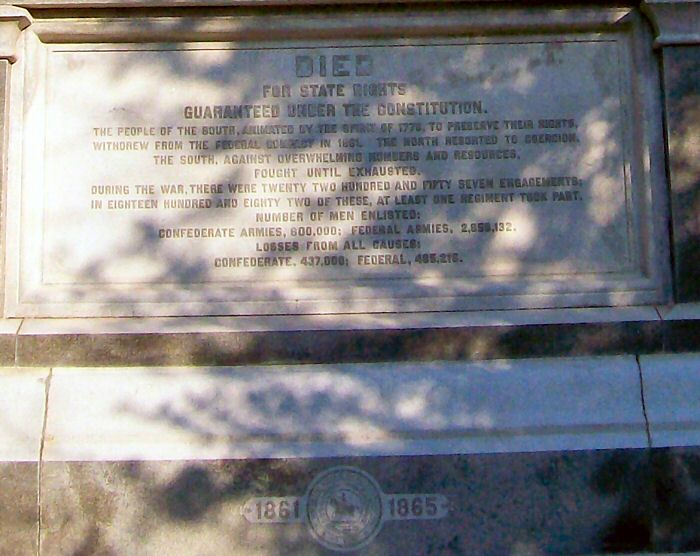 DIED
FOR STATE RIGHTS
GUARANTEED UNDER THE CONSTITUTION.
THE PEOPLE OF THE SOUTH, ANIMATED BY THE SPIRIT OF 1776, TO PRESERVE THEIR RIGHTS,
WITHDREW FROM THE FEDERAL COMPACT IN 1861. THE NORTH RESORTED TO COERCION.
THE SOUTH, AGAINST OVERWHELMING NUMBERS AND RESOURCES,
FOUGHT UNTIL EXHAUSTED.
DURING THE WAR, THERE WERE TWENTY TWO HUNDRED AND FIFTY SEVEN ENGAGEMENTS;
IN EIGHTEEN HUNDRED AND EIGHTY TWO OF THESE, AT LEAST ONE REGIMENT TOOK PART.
NUMBER OF MEN ENLISTED:
CONFEDERATE ARMIES, 600,000; FEDERAL ARMIES, 2,859,132.
LOSSES FROM ALL CAUSES:
CONFEDERATE, 437,000; FEDERAL, 485,216.
1861 1865